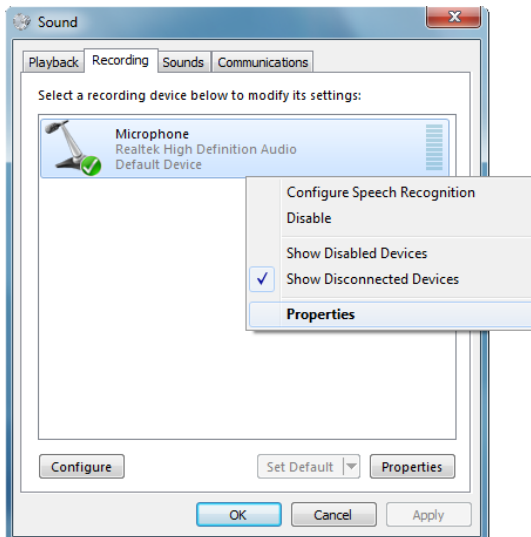 Sound
Playback Recording Sounds Communications
Select a recording device below to modify its settings:
Microphone
Realtek High Definition Audio
Default Device
Configure Speech Recognition
Disable
Show Disabled Devices
Show Disconnected Devices
Properties
Configure Set Default Properties
OK Cancel Apply